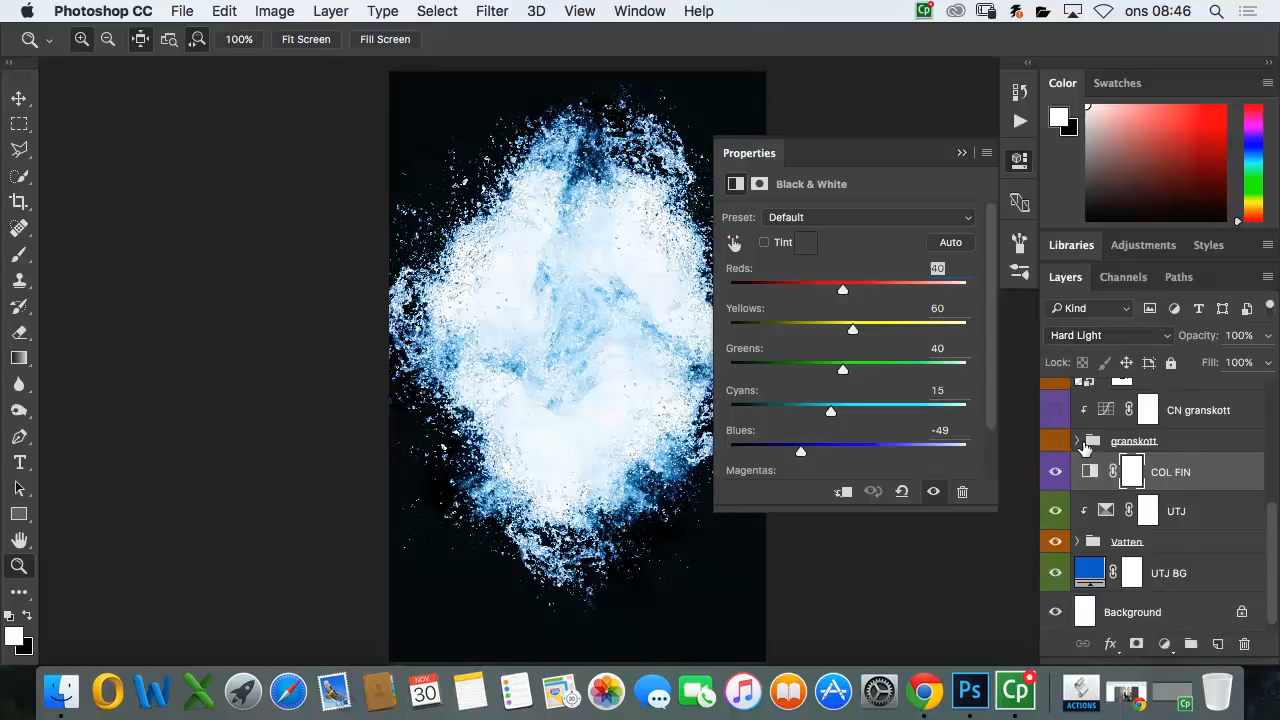 Photoshop CC File Edit Image Layer Type Select Filter 3D View Window Help ons 08:46
100% Fit Screen Fill Screen
Color Swatches
Properties
Black & White
Preset: Default
Tint Auto
Reds: 40
Yellows: 60
Greens: 40
Cyans: 15
Blues: -49
Magentas:
Libraries Adjustments Styles
Layers Channels Paths
Kind
Hard Light Opacity: 100%
Lock: Fill: 100%
CN granskott
granskott
COL FIN
UTJ
Vatten
UTJ BG
Background
fx
NOV 30
Ps
Cp
ACTIONS